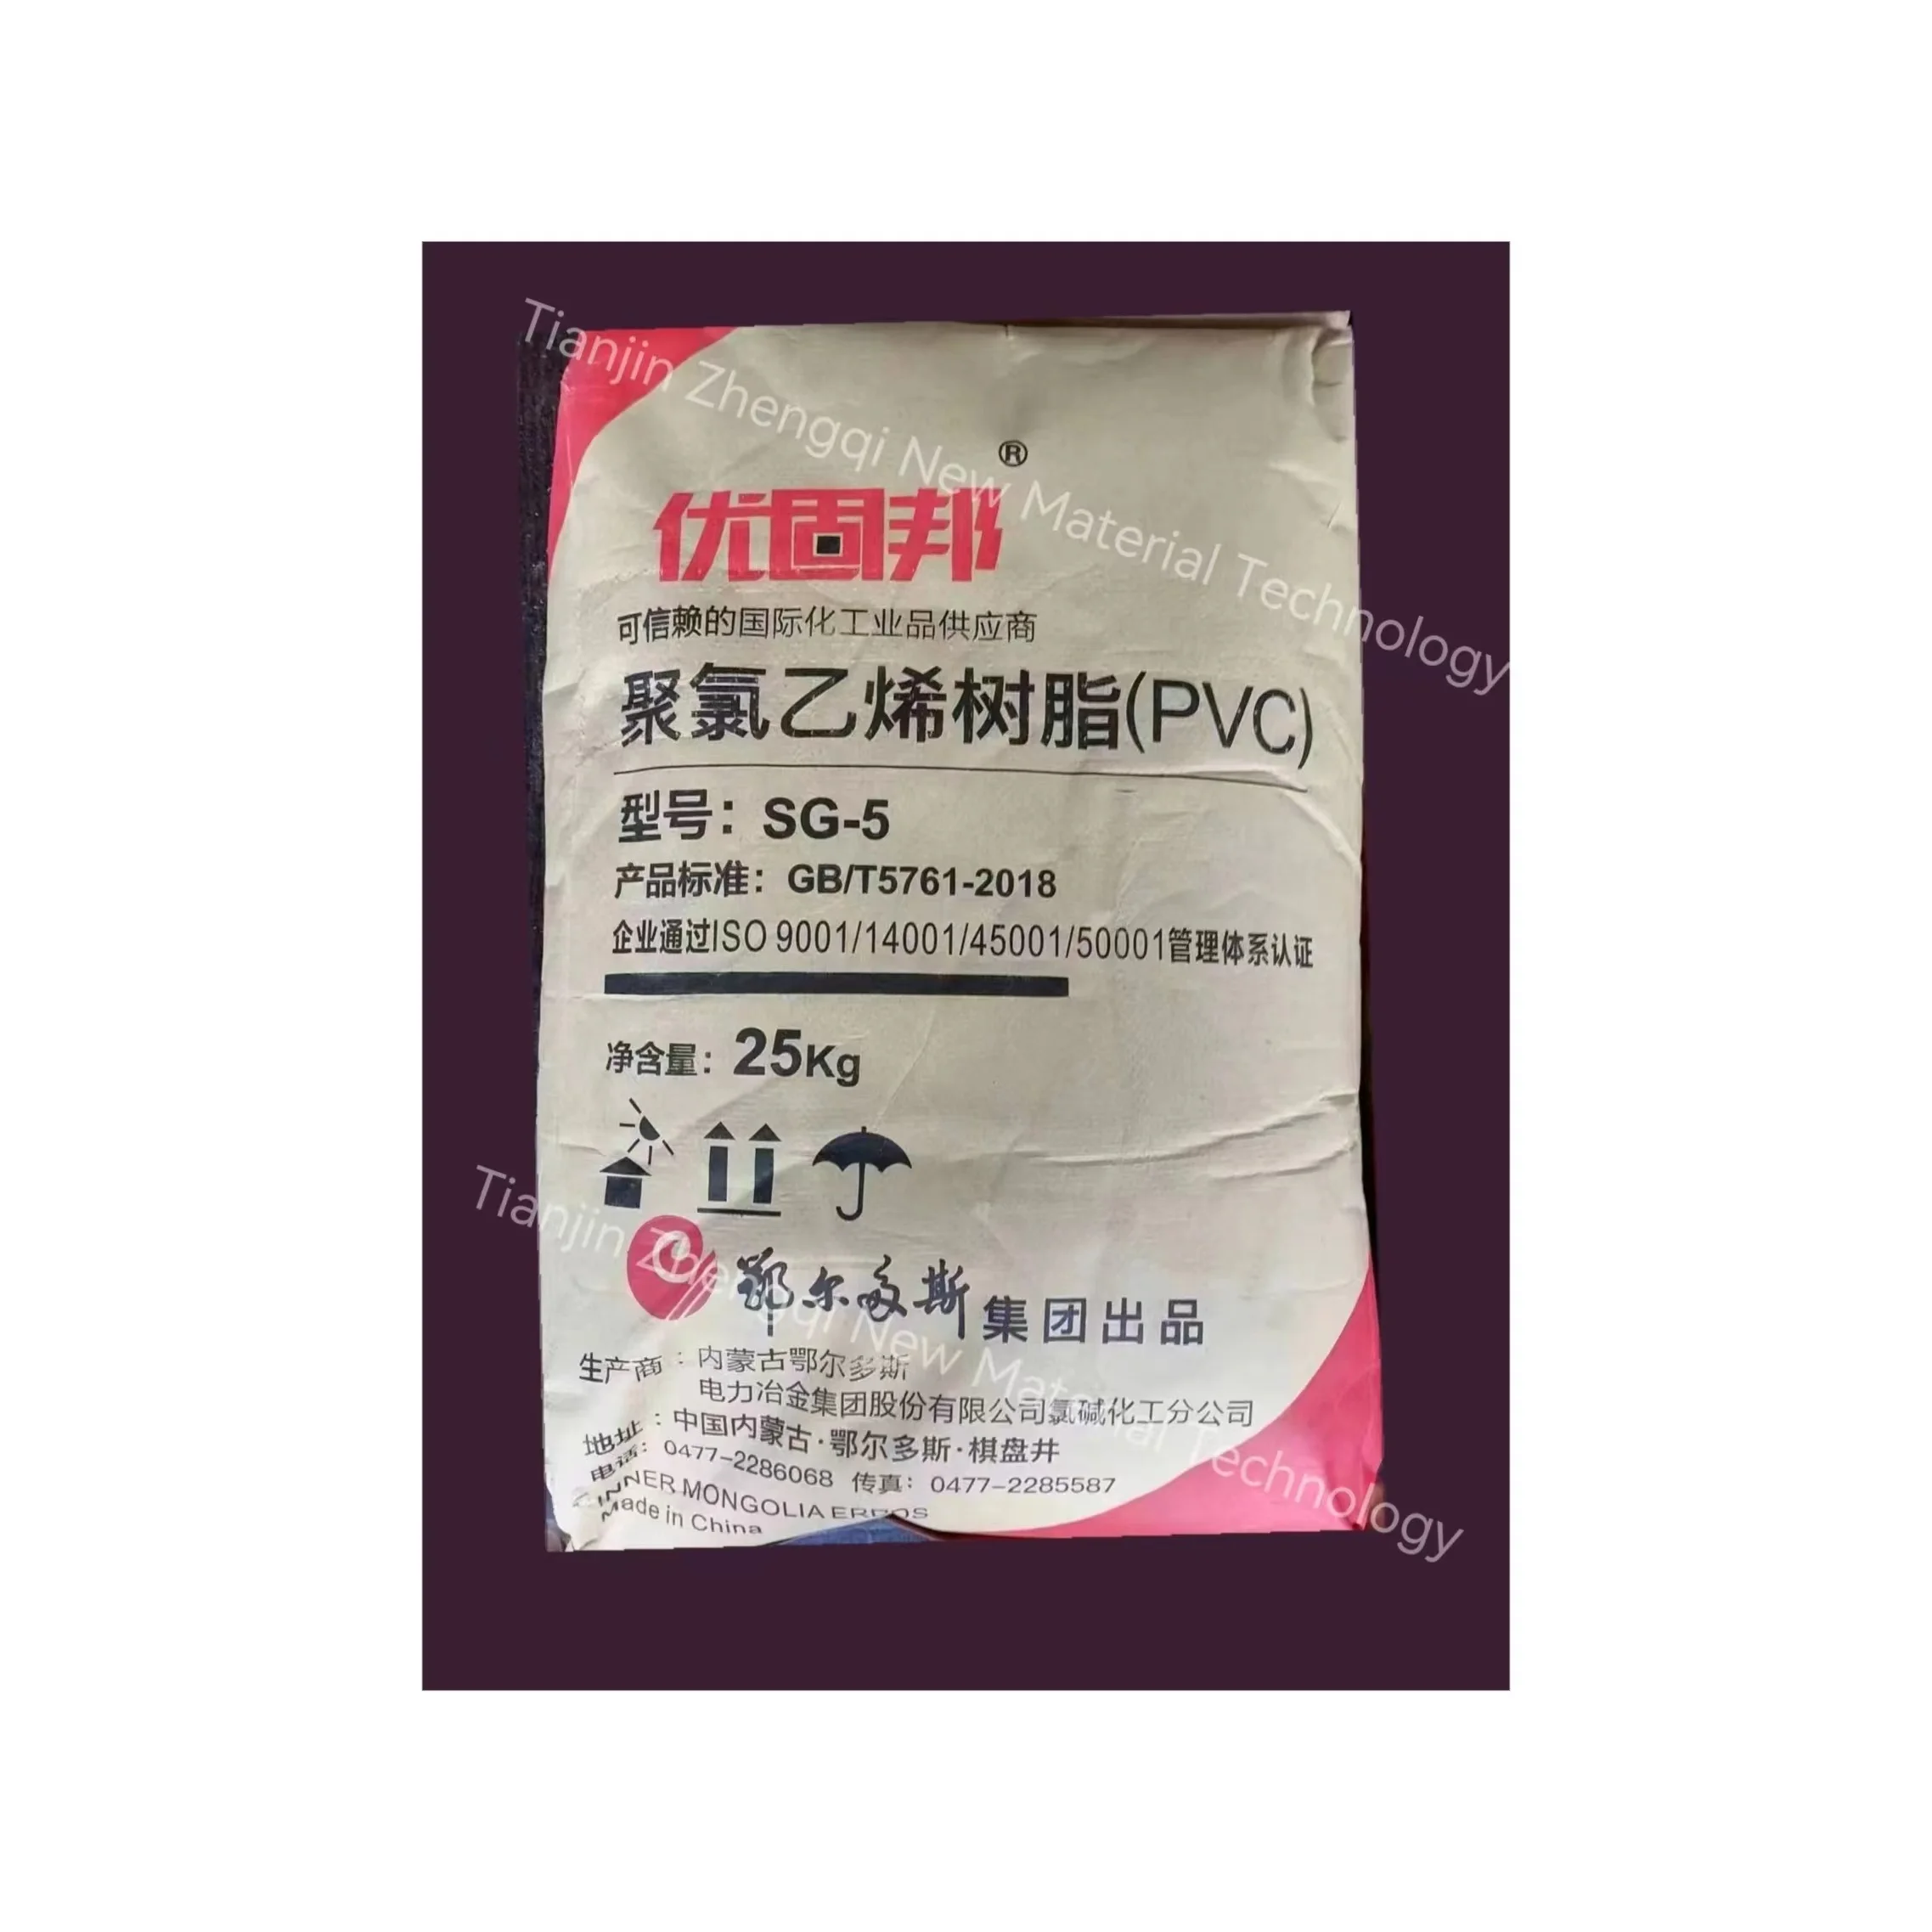 Tianjin Zhengqi New Material Technology
®
优固邦
可信赖的国际化工业品供应商
聚氯乙烯树脂(PVC)
型号：SG-5
产品标准：GB/T5761-2018
企业通过ISO 9001/14001/45001/50001管理体系认证
净含量：25Kg
鄂尔多斯集团出品
Tianjin Zhengqi New Material Technology
生产商：内蒙古鄂尔多斯
电力冶金集团股份有限公司氯碱化工分公司
地址：中国内蒙古·鄂尔多斯·棋盘井
电话：0477-2286068 传真：0477-2285587
INNER MONGOLIA
Made in China